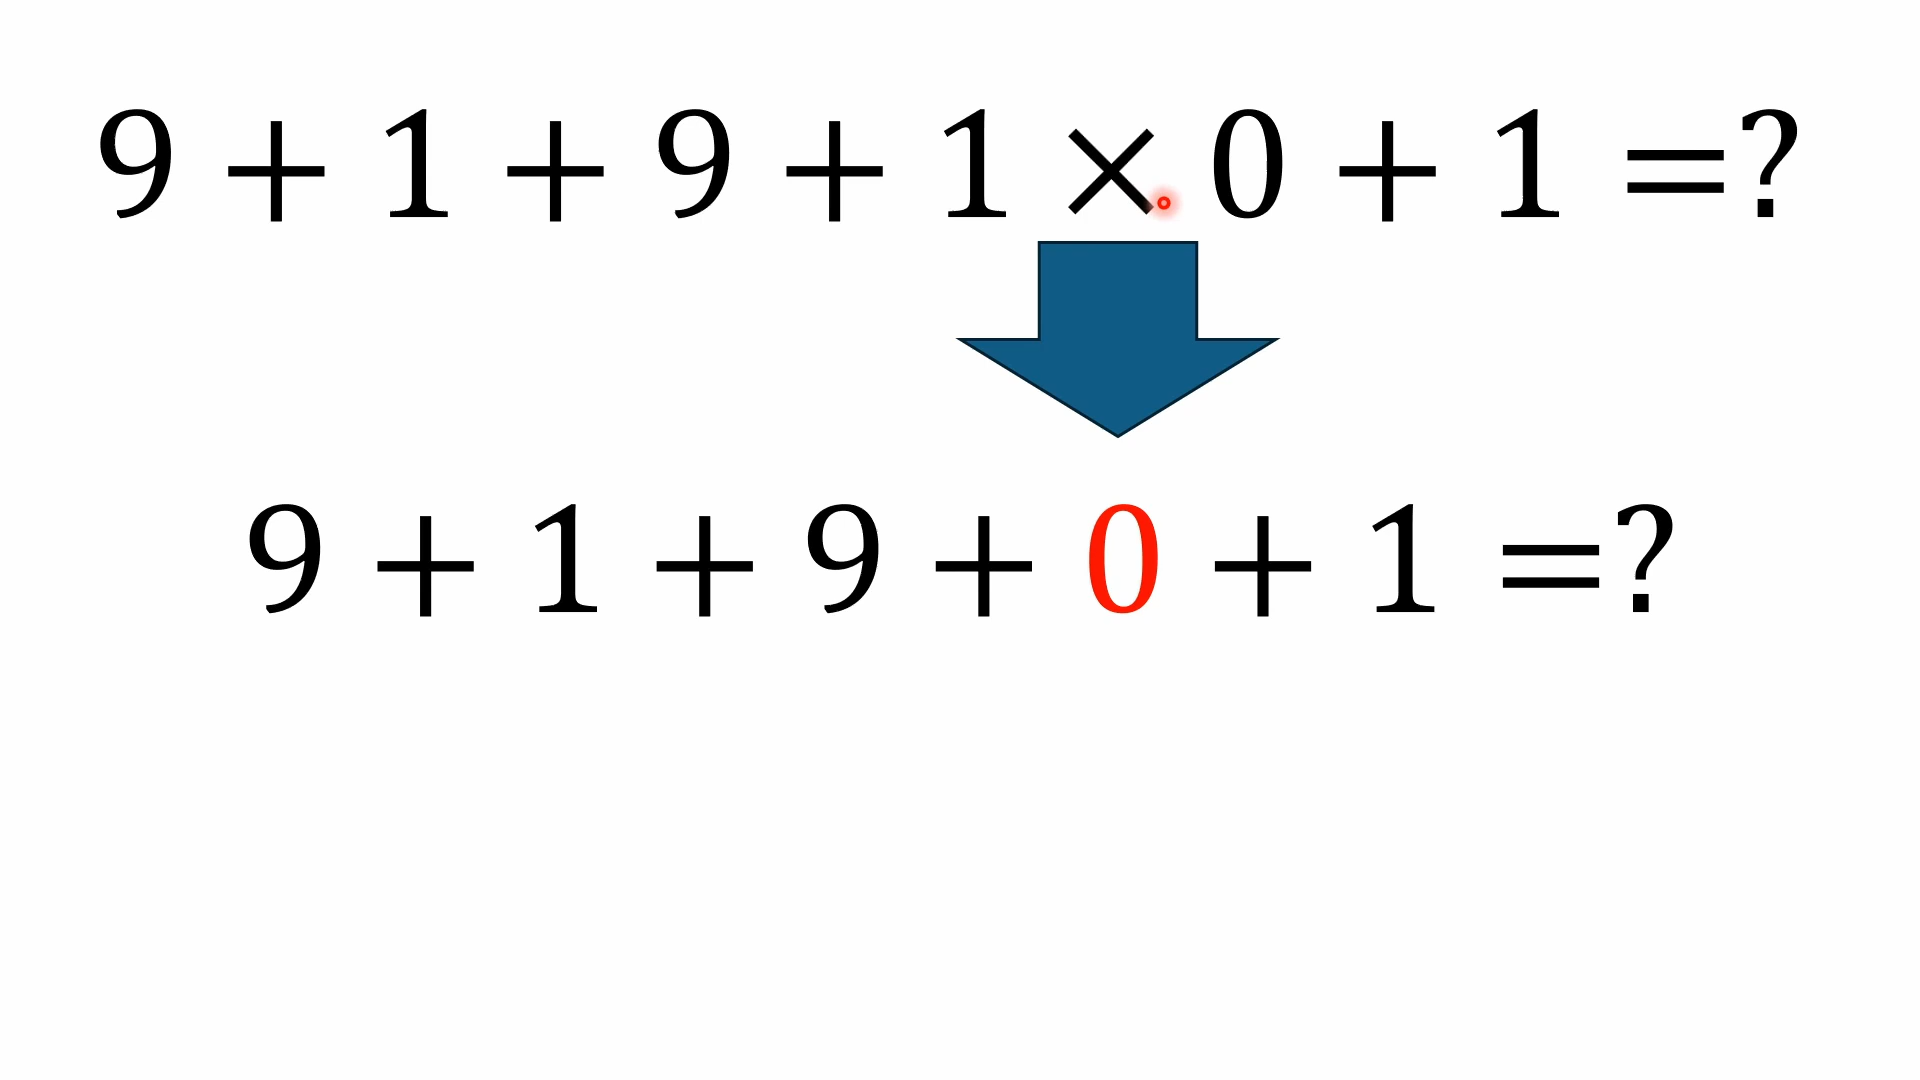 9 + 1 + 9 + 1 × 0 + 1 =?
9 + 1 + 9 + 0 + 1 =?